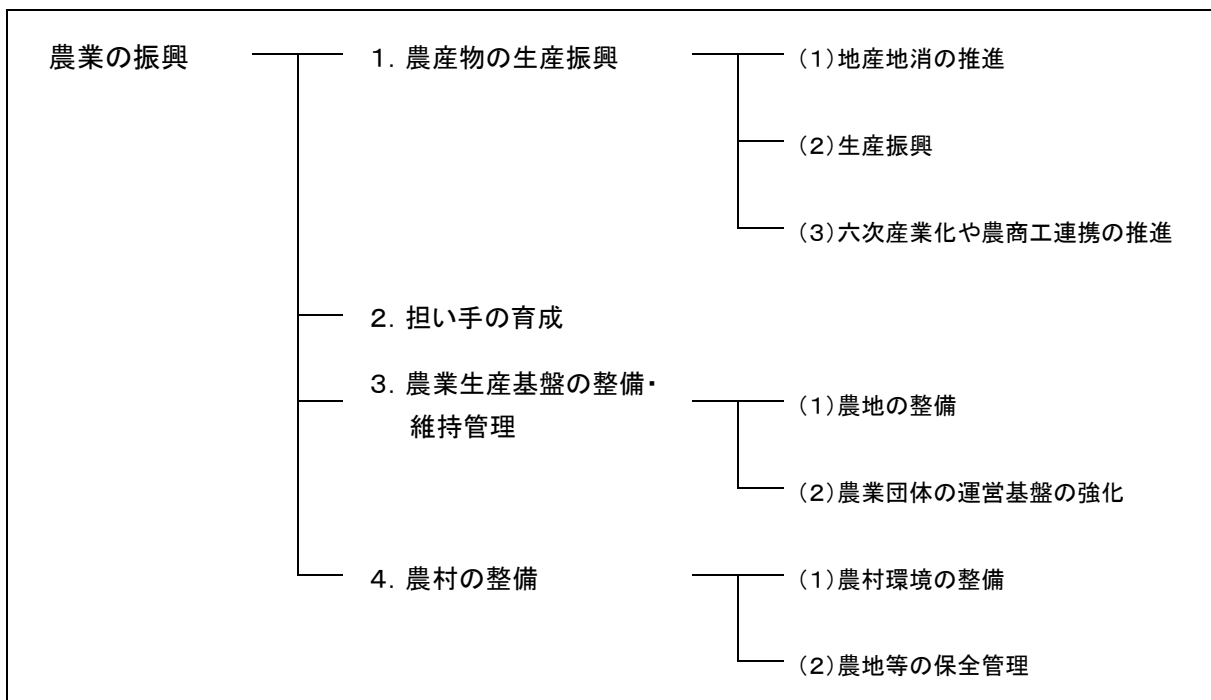 農業の振興
1. 農産物の生産振興
(1)地産地消の推進
(2)生産振興
(3)六次産業化や農商工連携の推進
2. 担い手の育成
3. 農業生産基盤の整備・
維持管理
(1)農地の整備
(2)農業団体の運営基盤の強化
4. 農村の整備
(1)農村環境の整備
(2)農地等の保全管理